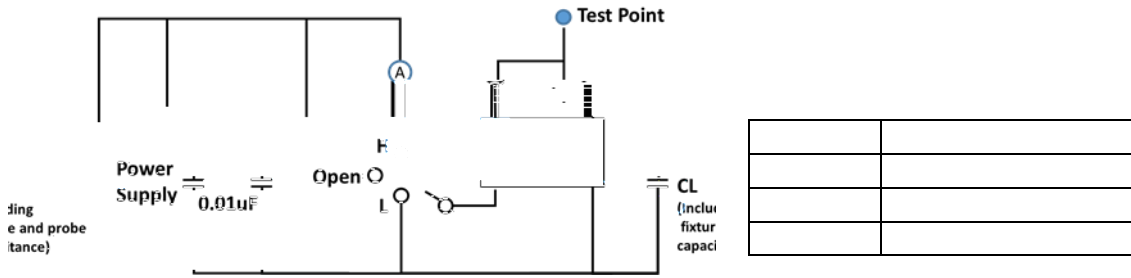 Test Point
A
H
Power
Supply
Open
0.01uF
L
CL
(Inclu
fixtur
capaci
ding
e and probe
itance)